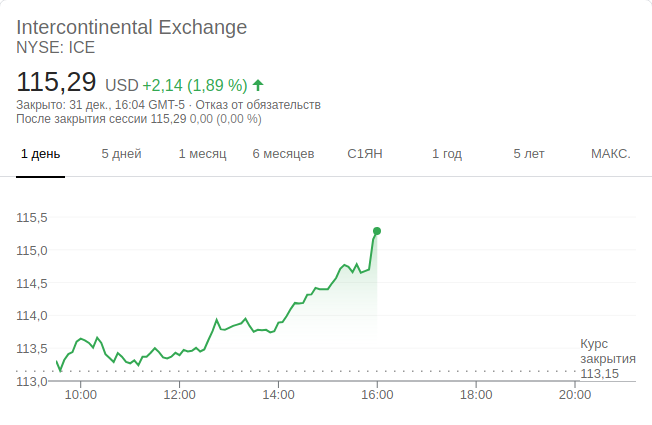 Intercontinental Exchange
NYSE: ICE
115,29 USD +2,14 (1,89 %)
Закрыто: 31 дек., 16:04 GMT-5 · Отказ от обязательств
После закрытия сессии 115,29 0,00 (0,00 %)
1 день 5 дней 1 месяц 6 месяцев С1ЯН 1 год 5 лет МАКС.
115,5
115,0
114,5
114,0
113,5
113,0
Курс
закрытия
113,15
10:00 12:00 14:00 16:00 18:00 20:00